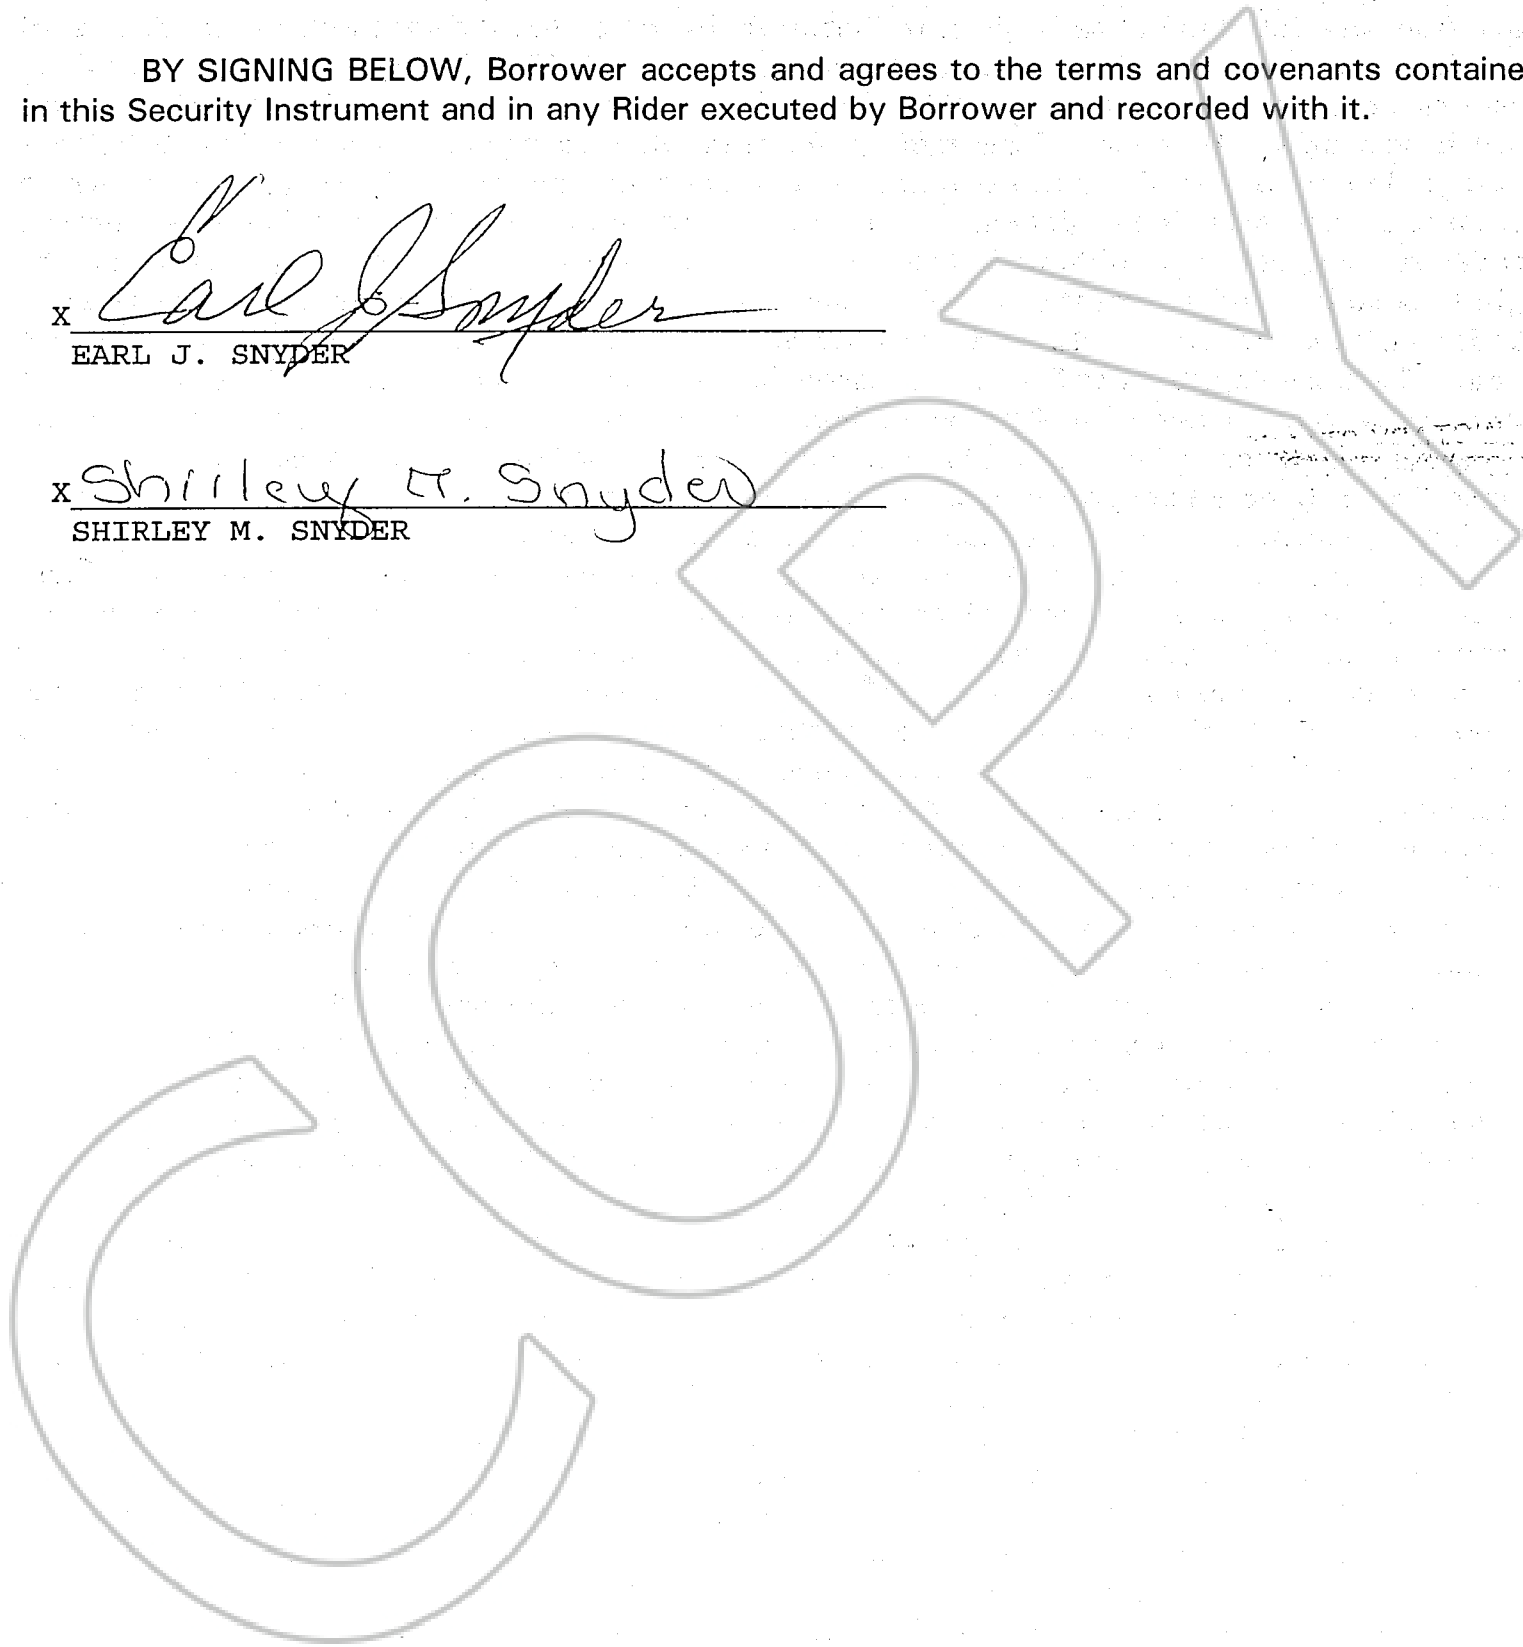 BY SIGNING BELOW, Borrower accepts and agrees to the terms and covenants containe
in this Security Instrument and in any Rider executed by Borrower and recorded with it.
x Earl J Snyder
EARL J. SNYDER
x Shirley M. Snyder
SHIRLEY M. SNYDER
COPY